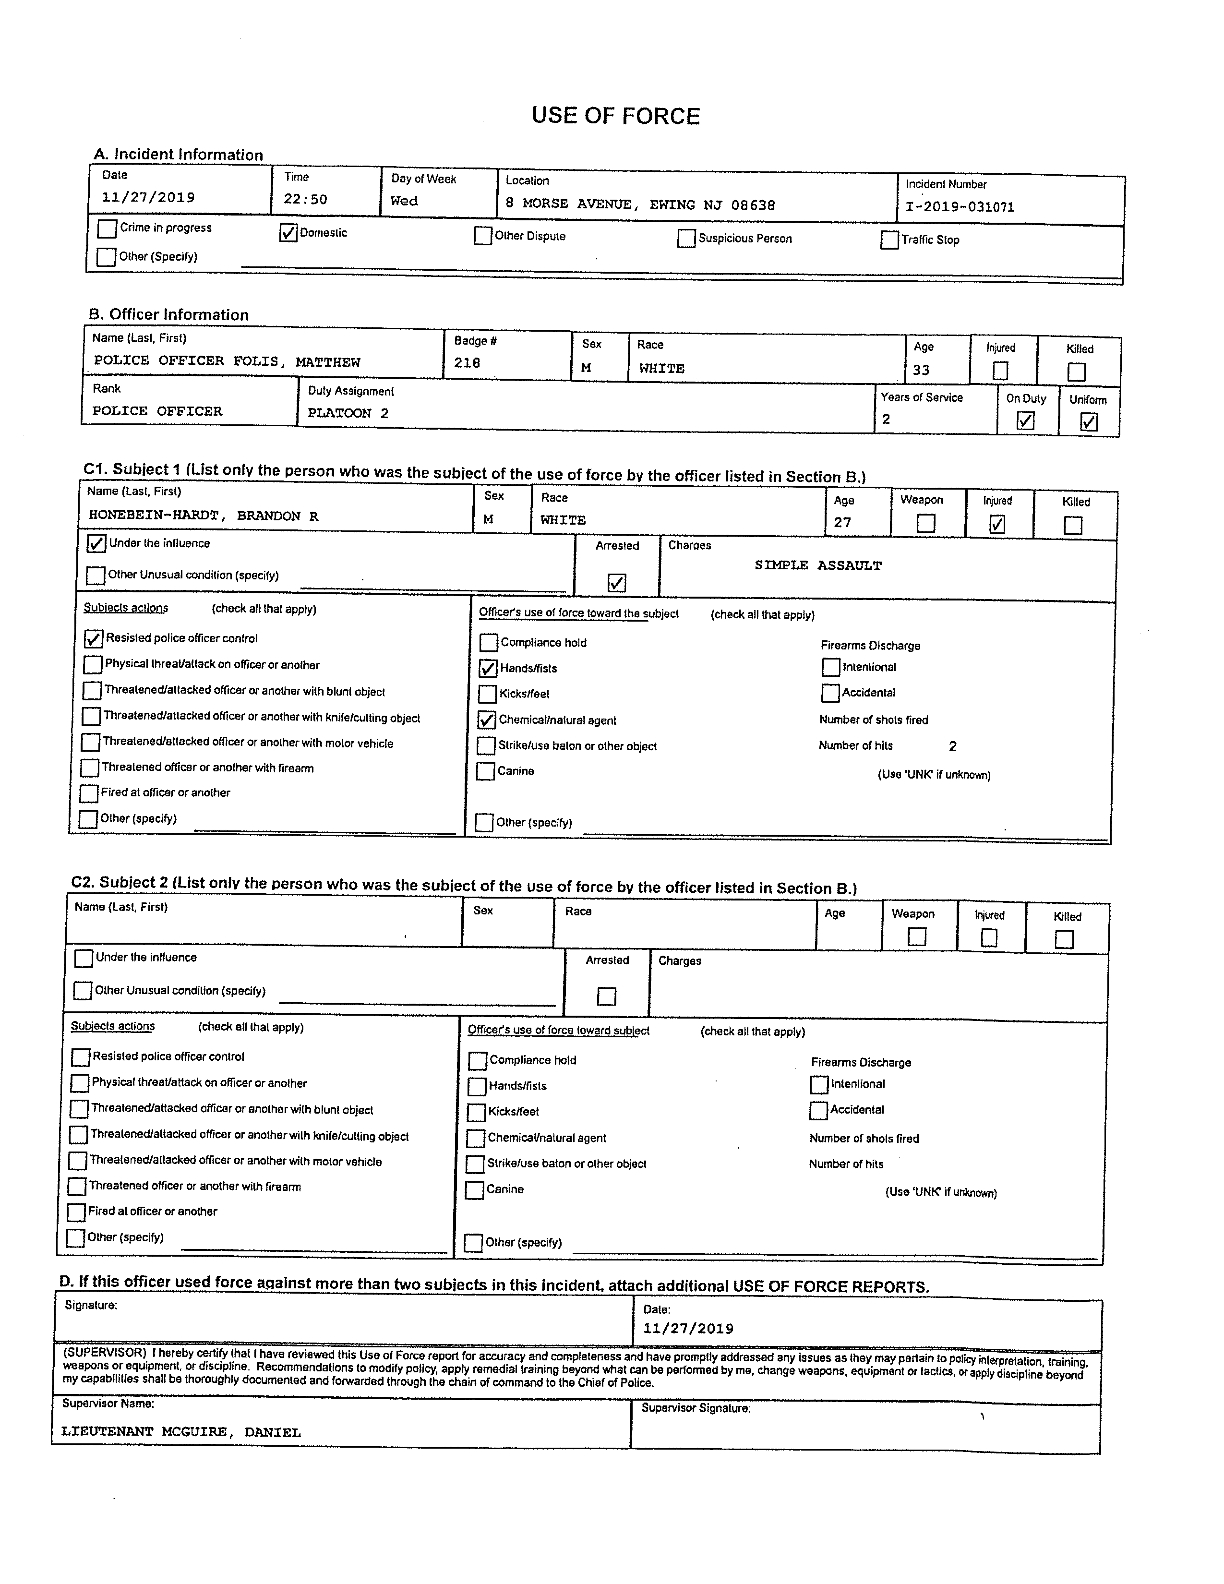 USE OF FORCE
A. Incident Information
Date Time Day of Week Location Incident Number
11/27/2019 22:50 Wed 8 MORSE AVENUE, EWING NJ 08638 I-2019-031071
Crime in progress Domestic Other Dispute Suspicious Person Traffic Stop
Other (Specify)
B. Officer Information
Name (Last, First) Badge # Sex Race Age Injured Killed
POLICE OFFICER FOLIS, MATTHEW 218 M WHITE 33
Rank Duty Assignment Years of Service On Duty Uniform
POLICE OFFICER PLATOON 2 2
C1. Subject 1 (List only the person who was the subject of the use of force by the officer listed in Section B.)
Name (Last, First) Sex Race Age Weapon Injured Killed
HONEBEIN-HARDT, BRANDON R M WHITE 27
Under the influence Arrested Charges
SIMPLE ASSAULT
Other Unusual condition (specify)
Subjects actions (check all that apply) Officer's use of force toward the subject (check all that apply)
Resisted police officer control Compliance hold Firearms Discharge
Physical threat/attack on officer or another Hands/fists Intentional
Threatened/attacked officer or another with blunt object Kicks/feet Accidental
Threatened/attacked officer or another with knife/cutting object Chemical/natural agent Number of shots fired
Threatened/attacked officer or another with motor vehicle Strike/use baton or other object Number of hits 2
Threatened officer or another with firearm Canine (Use 'UNK' if unknown)
Fired at officer or another
Other (specify) Other (specify)
C2. Subject 2 (List only the person who was the subject of the use of force by the officer listed in Section B.)
Name (Last, First) Sex Race Age Weapon Injured Killed
Under the influence Arrested Charges
Other Unusual condition (specify)
Subjects actions (check all that apply) Officer's use of force toward subject (check all that apply)
Resisted police officer control Compliance hold Firearms Discharge
Physical threat/attack on officer or another Hands/fists Intentional
Threatened/attacked officer or another with blunt object Kicks/feet Accidental
Threatened/attacked officer or another with knife/cutting object Chemical/natural agent Number of shots fired
Threatened/attacked officer or another with motor vehicle Strike/use baton or other object Number of hits
Threatened officer or another with firearm Canine (Use 'UNK' if unknown)
Fired at officer or another
Other (specify) Other (specify)
D. If this officer used force against more than two subjects in this incident, attach additional USE OF FORCE REPORTS.
Signature: Date:
11/27/2019
(SUPERVISOR) I hereby certify that I have reviewed this Use of Force report for accuracy and completeness and have promptly addressed any issues as they may pertain to policy interpretation, training,
weapons or equipment, or discipline. Recommendations to modify policy, apply remedial training beyond what can be performed by me, change weapons, equipment or tactics, or apply discipline beyond
my capabilities shall be thoroughly documented and forwarded through the chain of command to the Chief of Police.
Supervisor Name: Supervisor Signature:
LIEUTENANT MCGUIRE, DANIEL